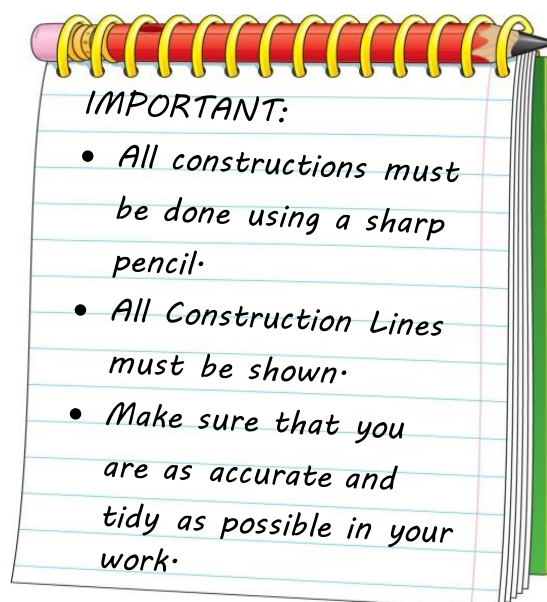 IMPORTANT:
• All constructions must
be done using a sharp
pencil.
• All Construction Lines
must be shown.
• Make sure that you
are as accurate and
tidy as possible in your
work.